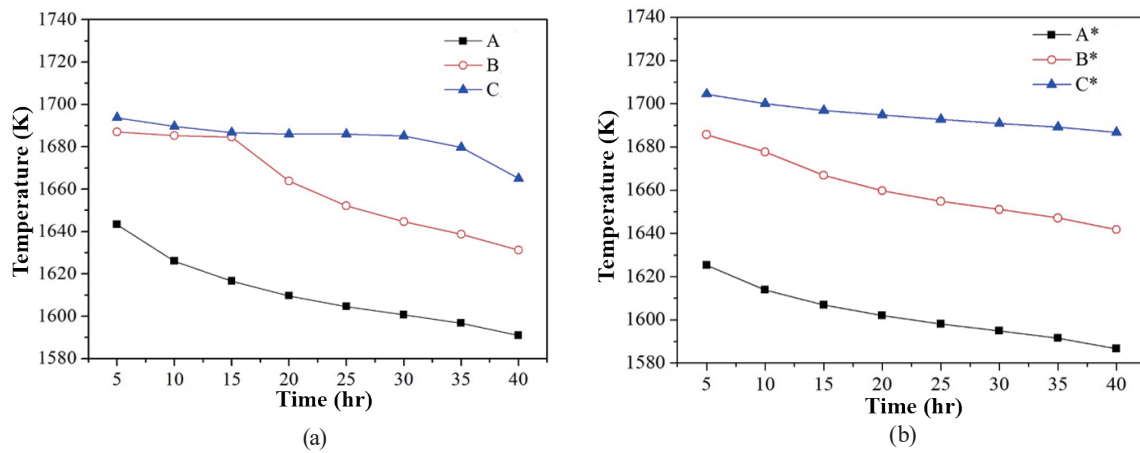 1740
1720
1700
1680
1660
1640
1620
1600
1580
Temperature (K)
A
B
C
5 10 15 20 25 30 35 40
Time (hr)
(a)
1740
1720
1700
1680
1660
1640
1620
1600
1580
Temperature (K)
A*
B*
C*
5 10 15 20 25 30 35 40
Time (hr)
(b)